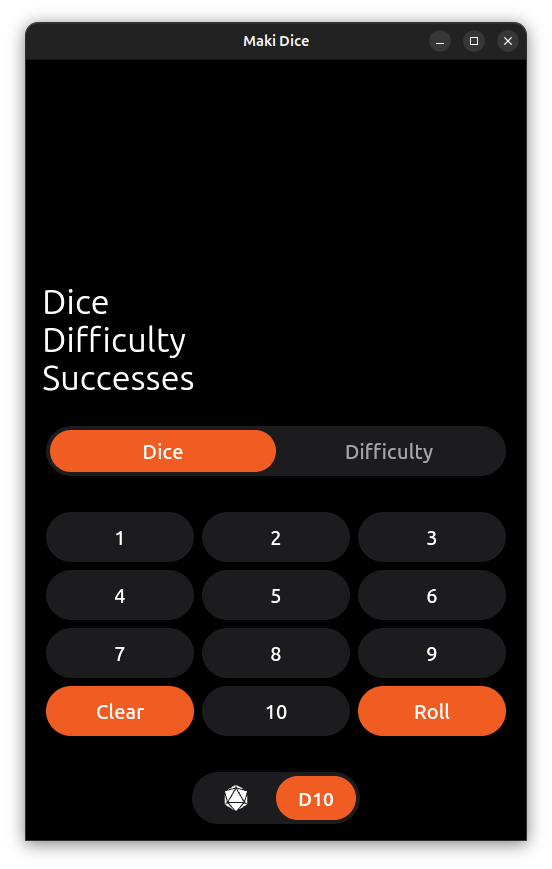 Maki Dice
Dice
Difficulty
Successes
Dice Difficulty
1 2 3
4 5 6
7 8 9
Clear 10 Roll
D10